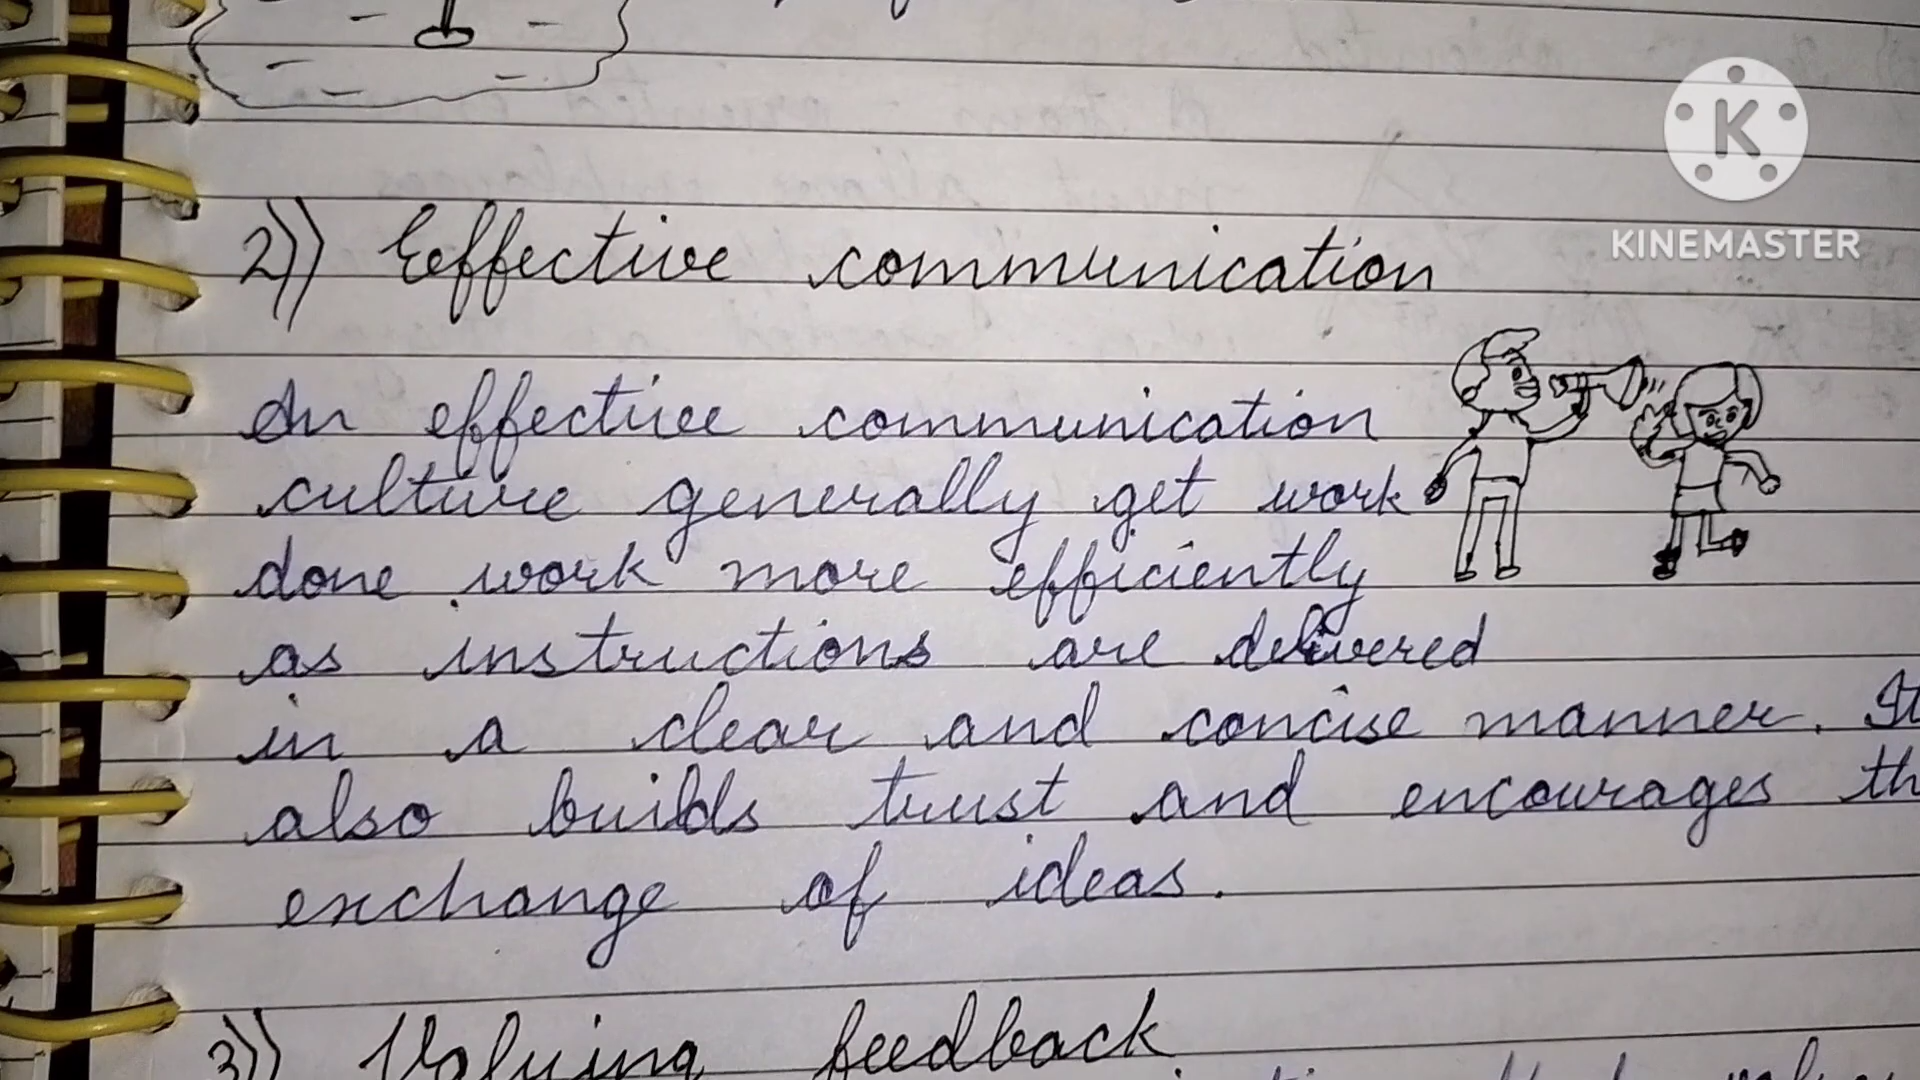 KINEMASTER
2)) Effective communication
An effective communication
culture generally get work
done work more efficiently
as instructions are delivered
in a clear and concise manner. It
also builds trust and encourages th
exchange of ideas.
3)) Valuing feedback